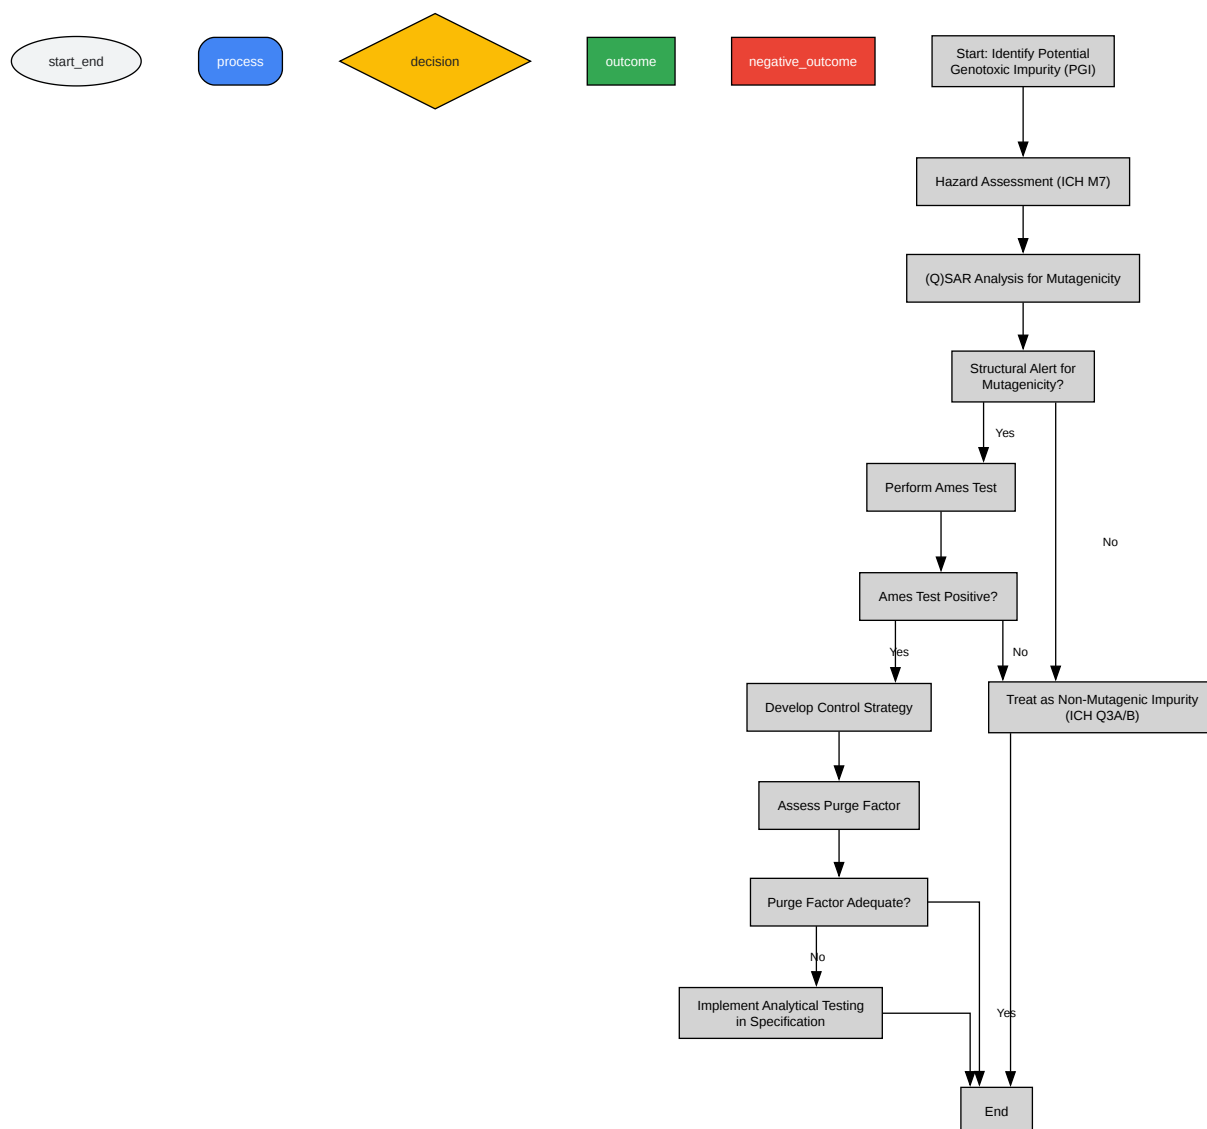 start_end
process
decision
outcome
negative_outcome
Start: Identify Potential
Genotoxic Impurity (PGI)
Hazard Assessment (ICH M7)
(Q)SAR Analysis for Mutagenicity
Structural Alert for
Mutagenicity?
Yes
Perform Ames Test
No
Ames Test Positive?
Yes
No
Develop Control Strategy
Treat as Non-Mutagenic Impurity
(ICH Q3A/B)
Assess Purge Factor
Purge Factor Adequate?
No
Implement Analytical Testing
in Specification
Yes
End